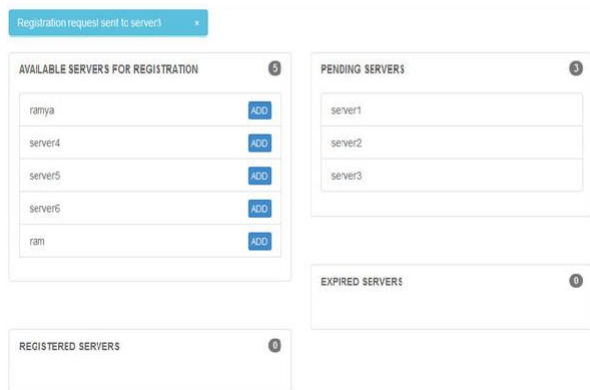 Registration request sent to server3 ×
AVAILABLE SERVERS FOR REGISTRATION 5
ramya ADD
server4 ADD
server5 ADD
server6 ADD
ram ADD
PENDING SERVERS 3
server1
server2
server3
EXPIRED SERVERS 0
REGISTERED SERVERS 0